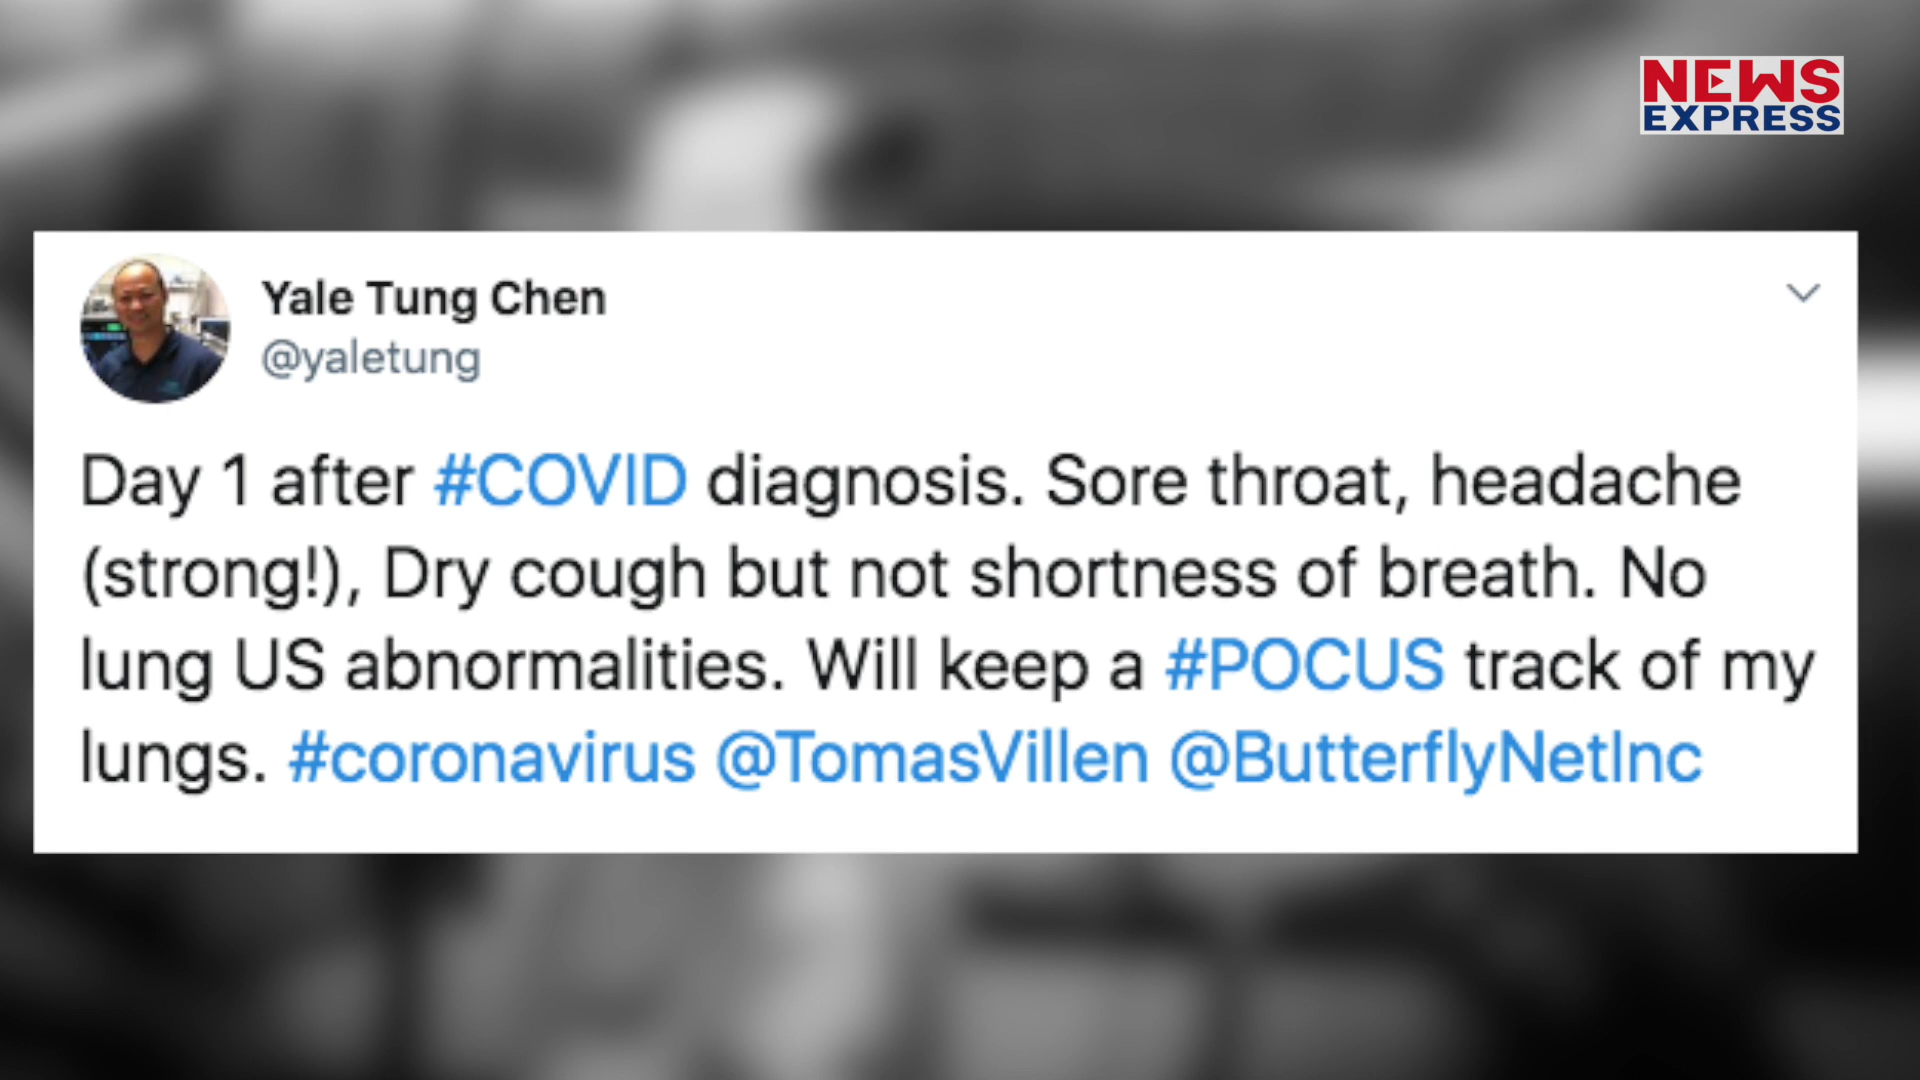 NEWS
EXPRESS
Yale Tung Chen
@yaletung
Day 1 after #COVID diagnosis. Sore throat, headache
(strong!), Dry cough but not shortness of breath. No
lung US abnormalities. Will keep a #POCUS track of my
lungs. #coronavirus @TomasVillen @ButterflyNetInc